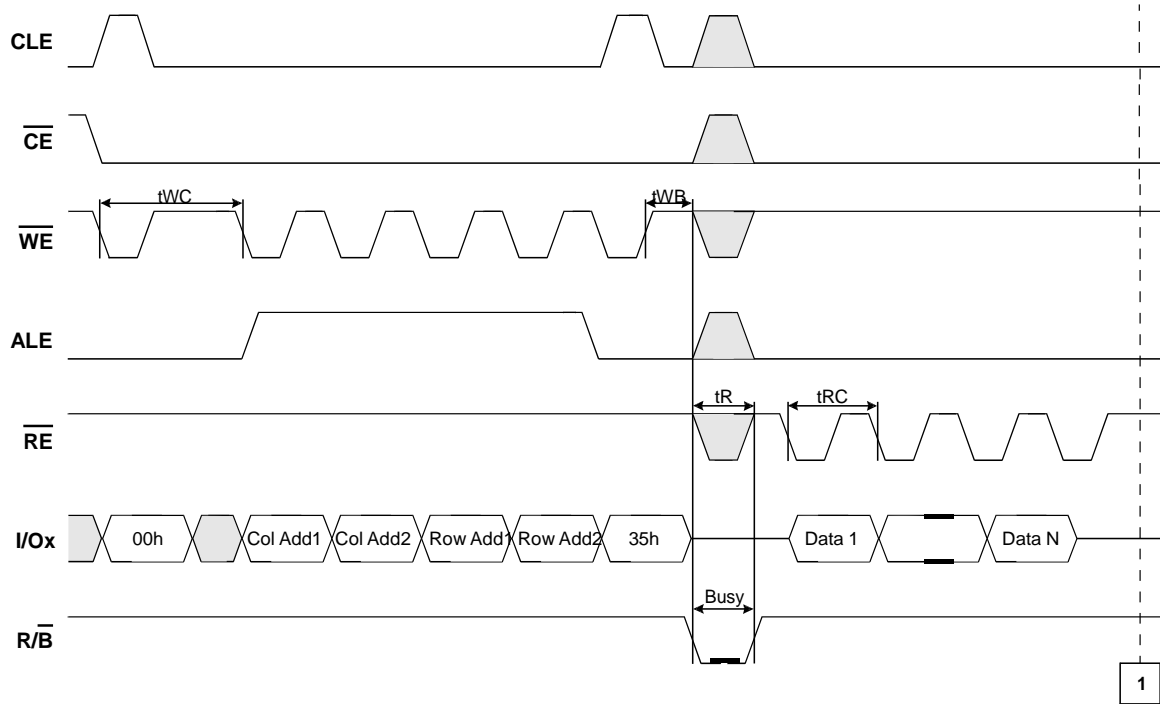 CLE
CE
tWC
tWB
WE
ALE
tR
tRC
RE
I/Ox
00h
Col Add1
Col Add2
Row Add1
Row Add2
35h
Data 1
Data N
Busy
R/B
1